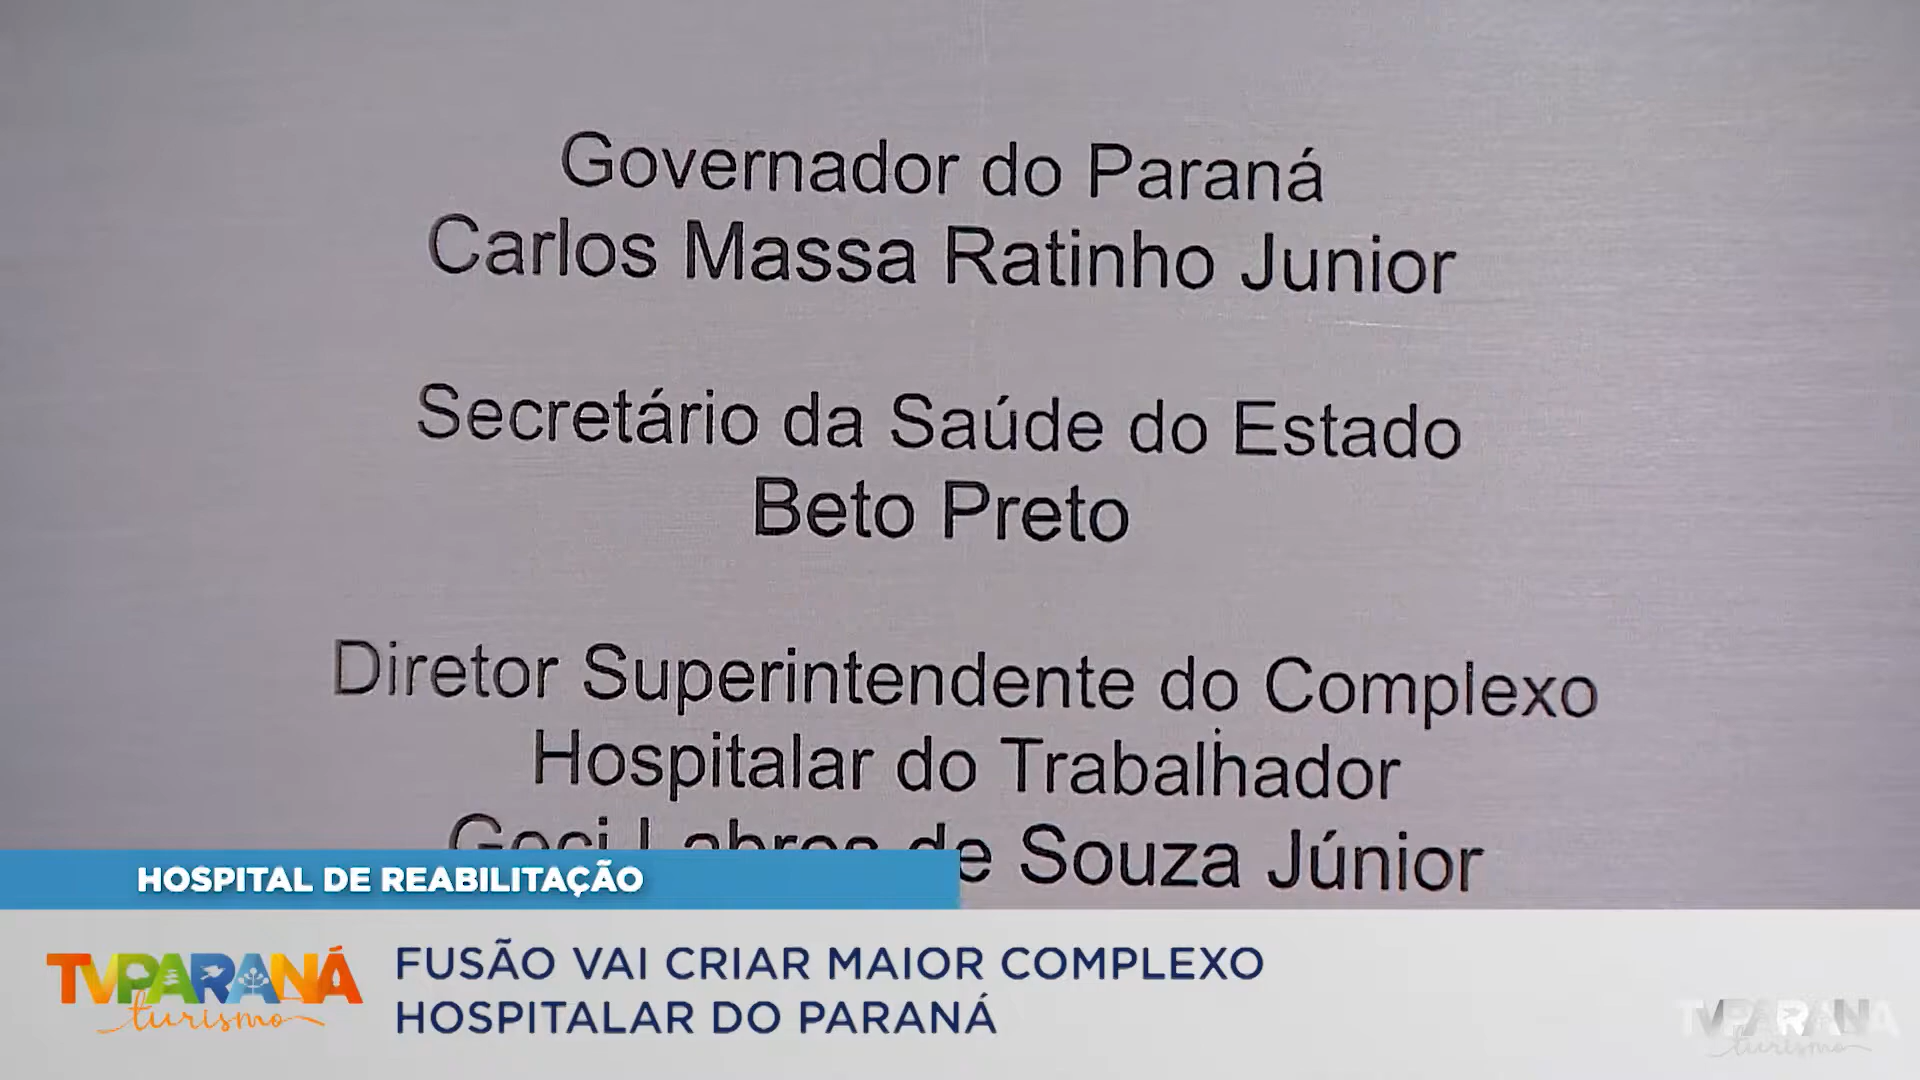 Governador do Paraná
Carlos Massa Ratinho Junior
Secretário da Saúde do Estado
Beto Preto
Diretor Superintendente do Complexo
Hospitalar do Trabalhador
de Souza Júnior
HOSPITAL DE REABILITAÇÃO
TVPARANÁ
turismo
FUSÃO VAI CRIAR MAIOR COMPLEXO
HOSPITALAR DO PARANÁ
TVPARANÁ
turismo